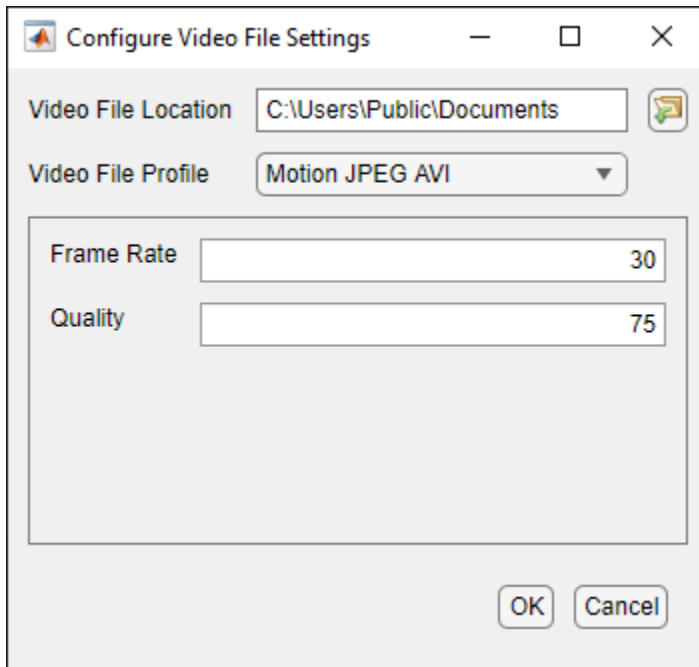 Configure Video File Settings
Video File Location C:\Users\Public\Documents
Video File Profile Motion JPEG AVI
Frame Rate 30
Quality 75
OK Cancel